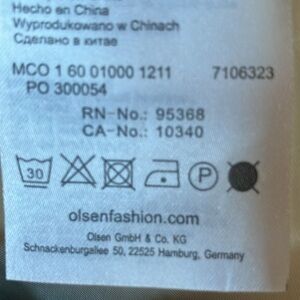 Hecho en China
Wyprodukowano w Chinach
Сделано в китае
MCO 1 60 01000 1211 7106323
PO 300054
RN-No.: 95368
CA-No.: 10340
30 P
olsenfashion.com
Olsen GmbH & Co. KG
Schnackenburgallee 50, 22525 Hamburg, Germany